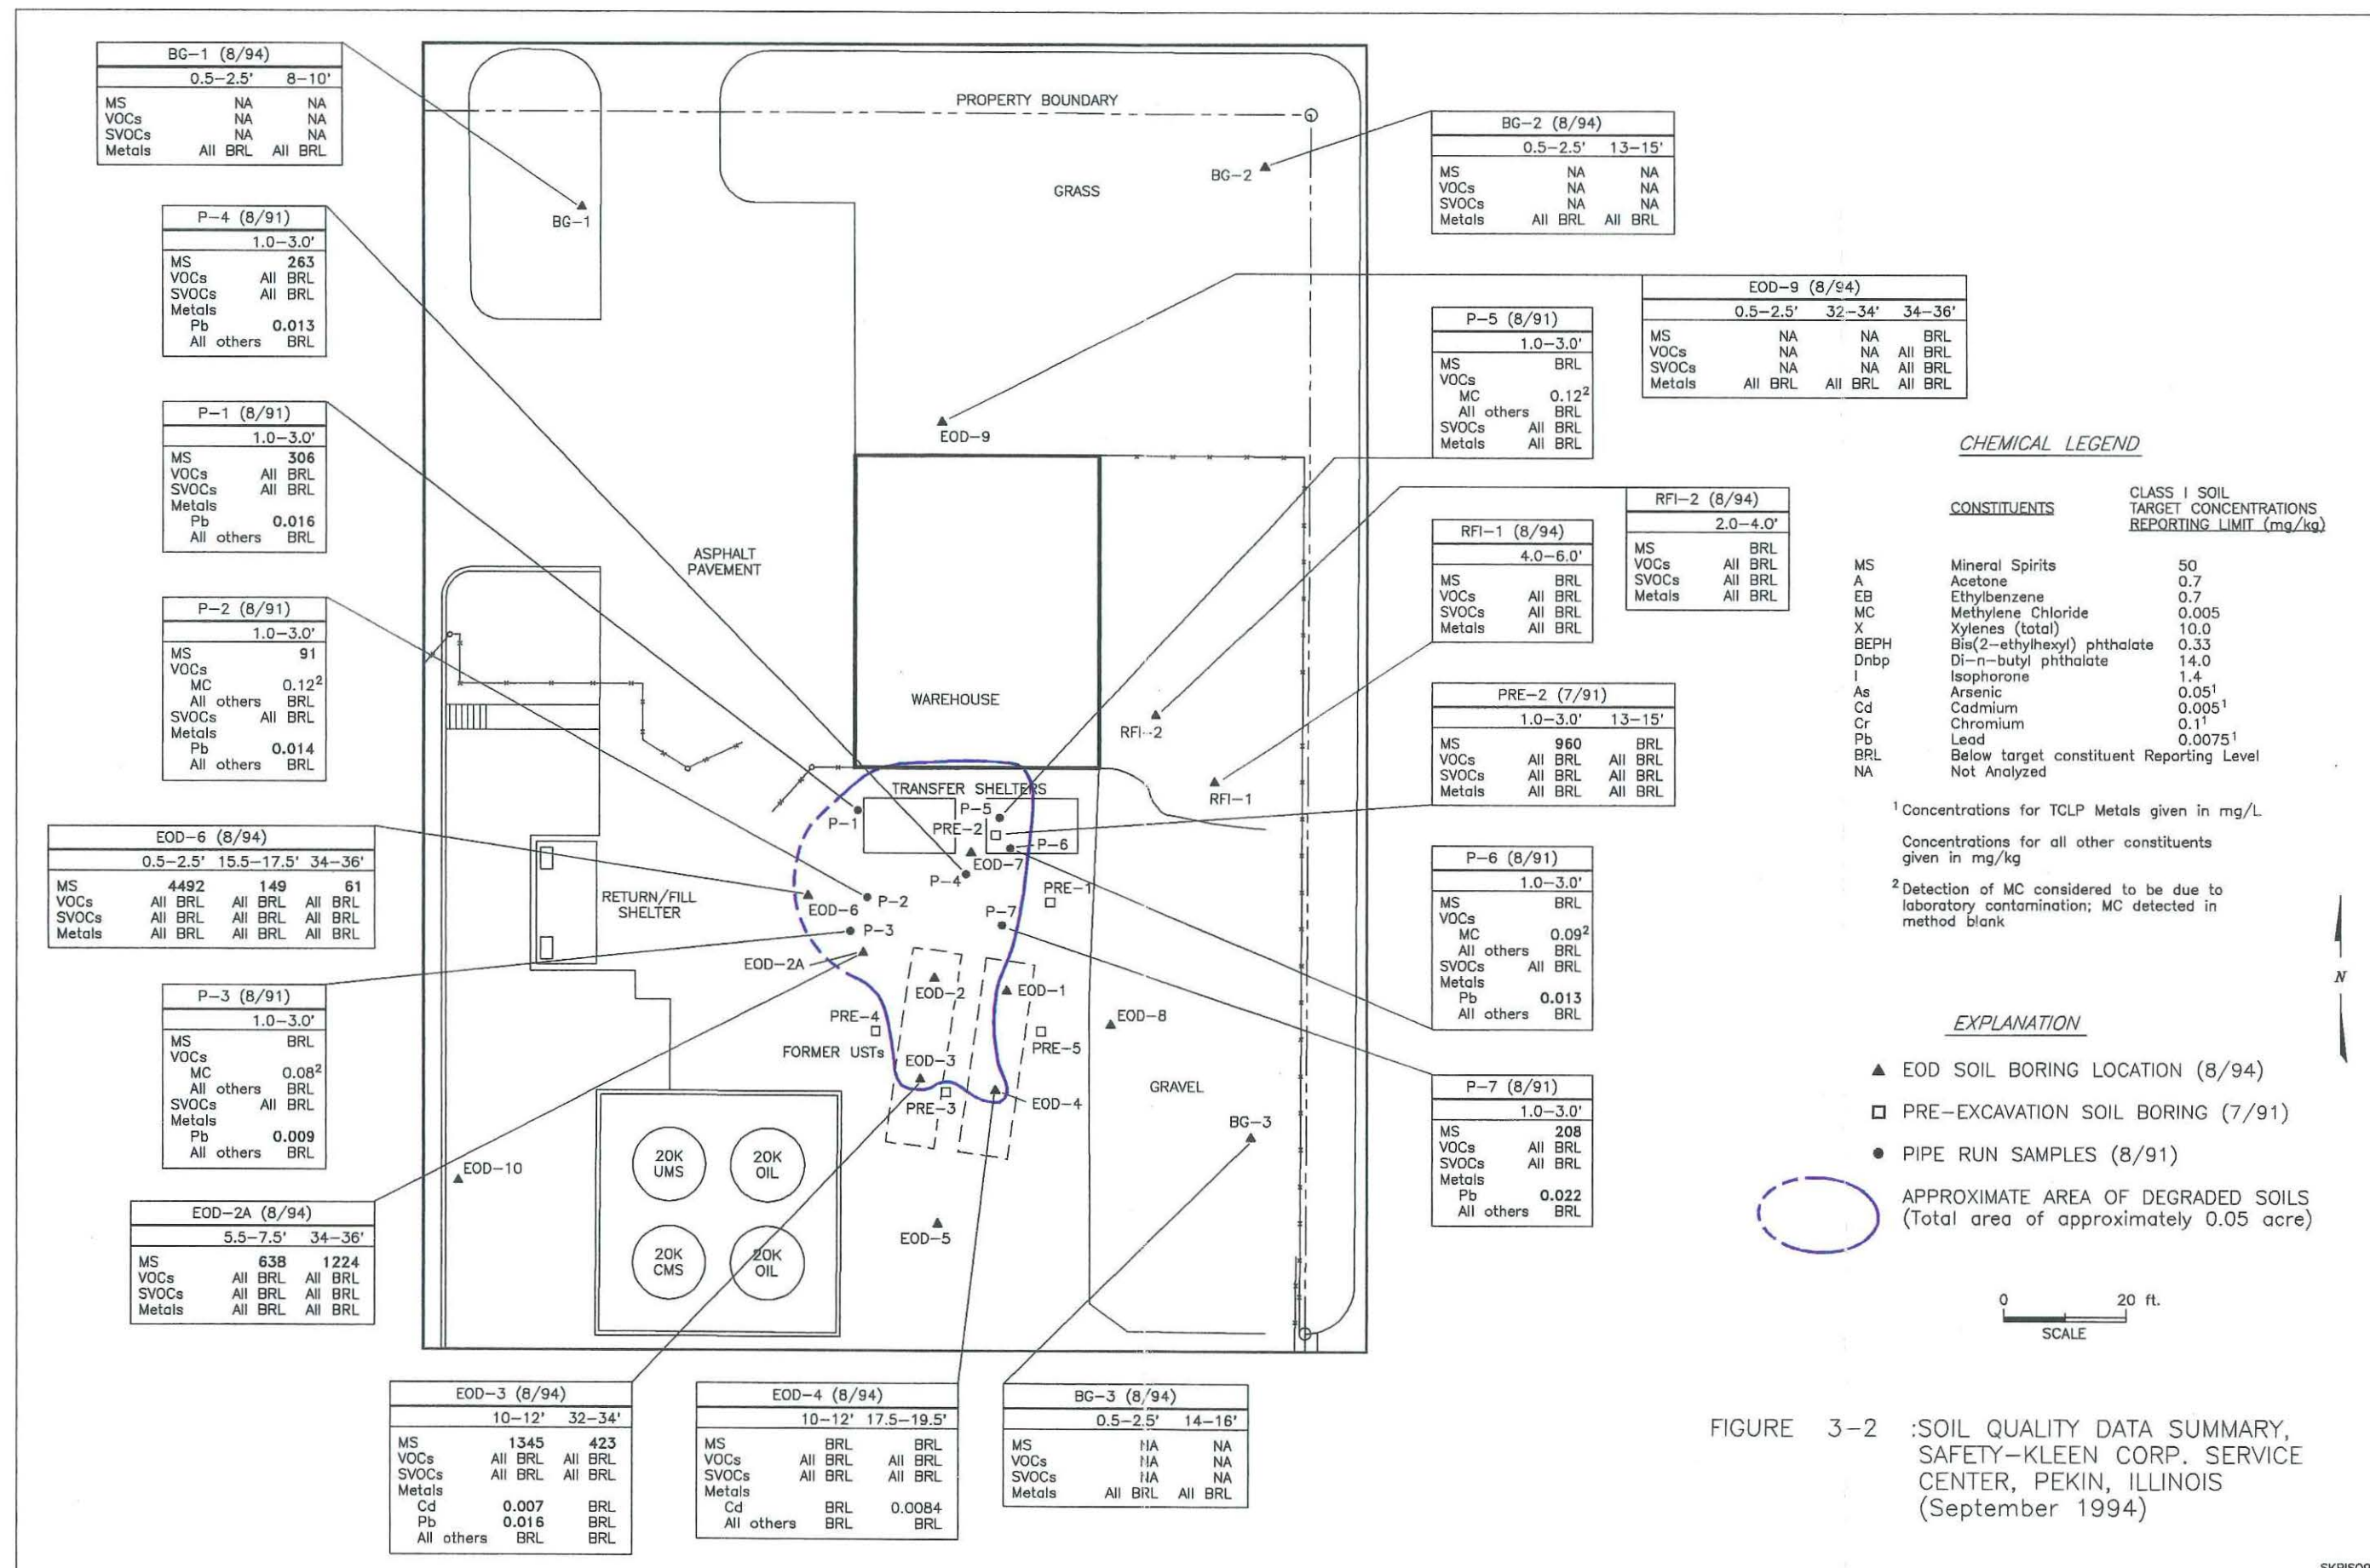 BG-1 (8/94)
0.5-2.5' 8-10'
MS NA NA
VOCs NA NA
SVOCs NA NA
Metals All BRL All BRL
P-4 (8/91)
1.0-3.0'
MS 263
VOCs All BRL
SVOCs All BRL
Metals
Pb 0.013
All others BRL
P-1 (8/91)
1.0-3.0'
MS 306
VOCs All BRL
SVOCs All BRL
Metals
Pb 0.016
All others BRL
P-2 (8/91)
1.0-3.0'
MS 91
VOCs
MC 0.12²
All others BRL
SVOCs All BRL
Metals
Pb 0.014
All others BRL
EOD-6 (8/94)
0.5-2.5' 15.5-17.5' 34-36'
MS 4492 149 61
VOCs All BRL All BRL All BRL
SVOCs All BRL All BRL All BRL
Metals All BRL All BRL All BRL
P-3 (8/91)
1.0-3.0'
MS BRL
VOCs
MC 0.08²
All others BRL
SVOCs All BRL
Metals
Pb 0.009
All others BRL
EOD-2A (8/94)
5.5-7.5' 34-36'
MS 638 1224
VOCs All BRL All BRL
SVOCs All BRL All BRL
Metals All BRL All BRL
EOD-3 (8/94)
10-12' 32-34'
MS 1345 423
VOCs All BRL All BRL
SVOCs All BRL All BRL
Metals
Cd 0.007 BRL
Pb 0.016 BRL
All others BRL BRL
EOD-4 (8/94)
10-12' 17.5-19.5'
MS BRL BRL
VOCs All BRL All BRL
SVOCs All BRL All BRL
Metals
Cd BRL 0.0084
All others BRL BRL
BG-3 (8/94)
0.5-2.5' 14-16'
MS NA NA
VOCs NA NA
SVOCs NA NA
Metals All BRL All BRL
PROPERTY BOUNDARY
BG-1
BG-2
GRASS
EOD-9
ASPHALT
PAVEMENT
WAREHOUSE
RFI-2
RFI-1
TRANSFER SHELTERS
P-5
P-1
PRE-2
P-6
EOD-7
P-4
PRE-1
RETURN/FILL
SHELTER
EOD-6
P-2
P-7
P-3
EOD-2A
EOD-2
EOD-1
PRE-4
EOD-8
FORMER USTs
PRE-5
EOD-3
GRAVEL
PRE-3
EOD-4
BG-3
EOD-10
20K
UMS
20K
OIL
20K
CMS
20K
OIL
EOD-5
BG-2 (8/94)
0.5-2.5' 13-15'
MS NA NA
VOCs NA NA
SVOCs NA NA
Metals All BRL All BRL
EOD-9 (8/94)
0.5-2.5' 32-34' 34-36'
MS NA NA BRL
VOCs NA NA All BRL
SVOCs NA NA All BRL
Metals All BRL All BRL All BRL
P-5 (8/91)
1.0-3.0'
MS BRL
VOCs
MC 0.12²
All others BRL
SVOCs All BRL
Metals All BRL
RFI-2 (8/94)
2.0-4.0'
MS BRL
VOCs All BRL
SVOCs All BRL
Metals All BRL
RFI-1 (8/94)
4.0-6.0'
MS BRL
VOCs All BRL
SVOCs All BRL
Metals All BRL
PRE-2 (7/91)
1.0-3.0' 13-15'
MS 960 BRL
VOCs All BRL All BRL
SVOCs All BRL All BRL
Metals All BRL All BRL
P-6 (8/91)
1.0-3.0'
MS BRL
VOCs
MC 0.09²
All others BRL
SVOCs All BRL
Metals
Pb 0.013
All others BRL
P-7 (8/91)
1.0-3.0'
MS 208
VOCs All BRL
SVOCs All BRL
Metals
Pb 0.022
All others BRL
CHEMICAL LEGEND
CLASS I SOIL
CONSTITUENTS TARGET CONCENTRATIONS
REPORTING LIMIT (mg/kg)
MS Mineral Spirits 50
A Acetone 0.7
EB Ethylbenzene 0.7
MC Methylene Chloride 0.005
X Xylenes (total) 10.0
BEPH Bis(2-ethylhexyl) phthalate 0.33
Dnbp Di-n-butyl phthalate 14.0
I Isophorone 1.4
As Arsenic 0.05¹
Cd Cadmium 0.005¹
Cr Chromium 0.1¹
Pb Lead 0.0075¹
BRL Below target constituent Reporting Level
NA Not Analyzed
¹ Concentrations for TCLP Metals given in mg/L
Concentrations for all other constituents
given in mg/kg
² Detection of MC considered to be due to
laboratory contamination; MC detected in
method blank
N
EXPLANATION
EOD SOIL BORING LOCATION (8/94)
PRE-EXCAVATION SOIL BORING (7/91)
PIPE RUN SAMPLES (8/91)
APPROXIMATE AREA OF DEGRADED SOILS
(Total area of approximately 0.05 acre)
0 20 ft.
SCALE
FIGURE 3-2 :SOIL QUALITY DATA SUMMARY,
SAFETY-KLEEN CORP. SERVICE
CENTER, PEKIN, ILLINOIS
(September 1994)